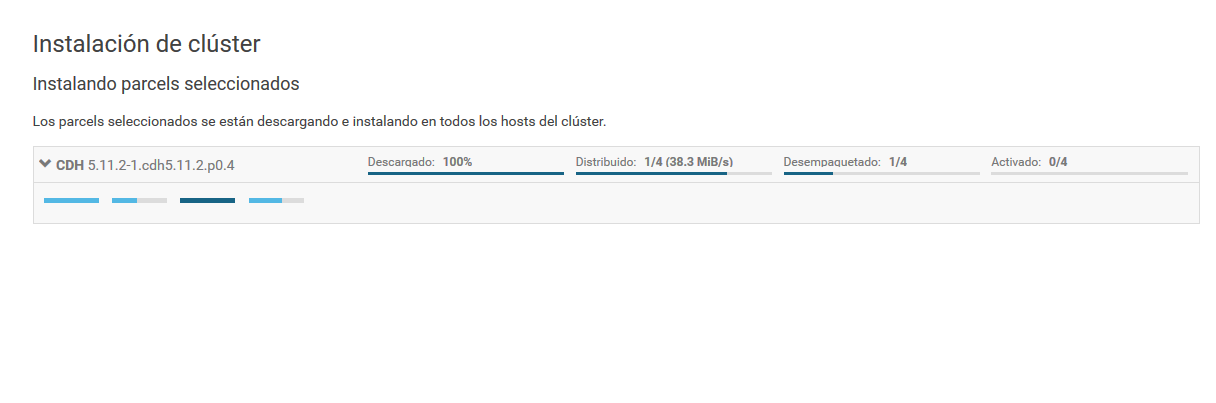 Instalación de clúster
Instalando parcels seleccionados
Los parcels seleccionados se están descargando e instalando en todos los hosts del clúster.
CDH 5.11.2-1.cdh5.11.2.p0.4 Descargado: 100% Distribuido: 1/4 (38.3 MiB/s) Desempaquetado: 1/4 Activado: 0/4